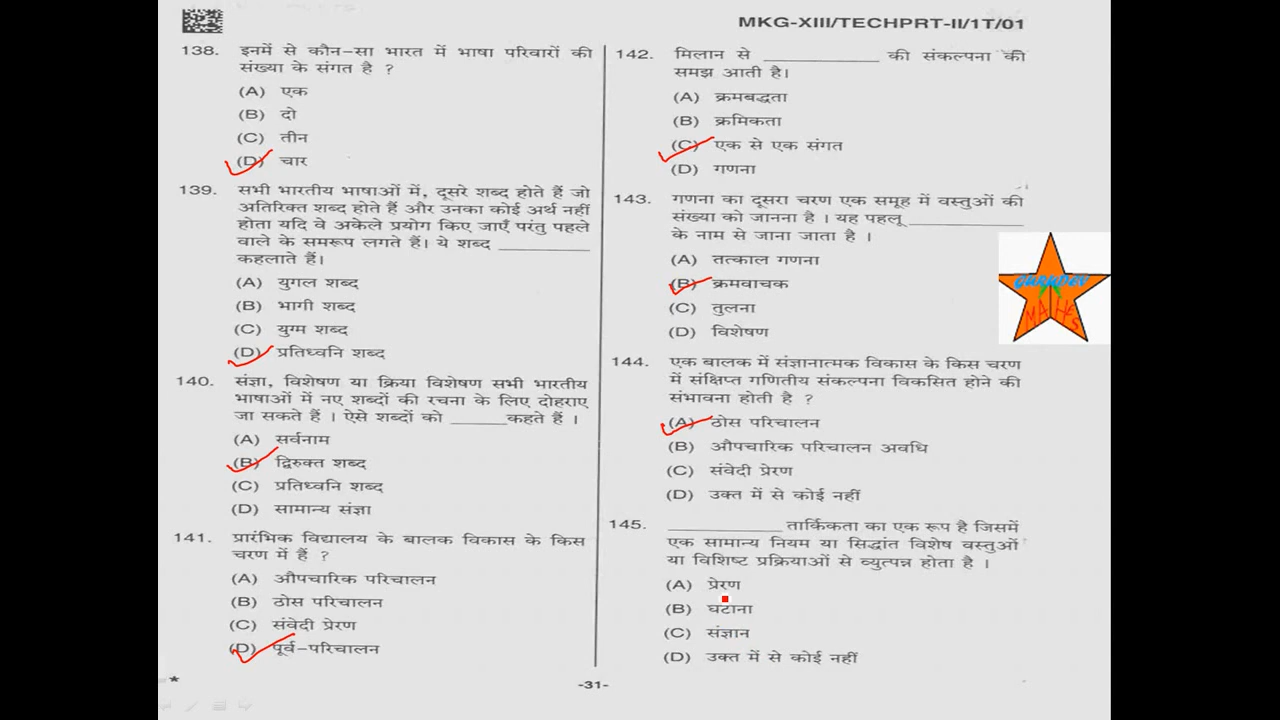 MKG-XIII/TECHPRT-II/1T/01
138. इनमें से कौन-सा भारत में भाषा परिवारों की
संख्या के संगत है ?
(A) एक
(B) दो
(C) तीन
(D) चार
139. सभी भारतीय भाषाओं में, दूसरे शब्द होते हैं जो
अतिरिक्त शब्द होते हैं और उनका कोई अर्थ नहीं
होता यदि वे अकेले प्रयोग किए जाएँ परंतु पहले
वाले के समरूप लगते हैं। ये शब्द __________
कहलाते हैं।
(A) युगल शब्द
(B) भागी शब्द
(C) युग्म शब्द
(D) प्रतिध्वनि शब्द
140. संज्ञा, विशेषण या क्रिया विशेषण सभी भारतीय
भाषाओं में नए शब्दों की रचना के लिए दोहराए
जा सकते हैं । ऐसे शब्दों को ______ कहते हैं ।
(A) सर्वनाम
(B) द्विरुक्त शब्द
(C) प्रतिध्वनि शब्द
(D) सामान्य संज्ञा
141. प्रारंभिक विद्यालय के बालक विकास के किस
चरण में हैं ?
(A) औपचारिक परिचालन
(B) ठोस परिचालन
(C) संवेदी प्रेरण
(D) पूर्व-परिचालन
142. मिलान से ____________ की संकल्पना की
समझ आती है।
(A) क्रमबद्धता
(B) क्रमिकता
(C) एक से एक संगत
(D) गणना
143. गणना का दूसरा चरण एक समूह में वस्तुओं की
संख्या को जानना है । यह पहलू ____________
के नाम से जाना जाता है ।
(A) तत्काल गणना
(B) क्रमवाचक
(C) तुलना
(D) विशेषण
144. एक बालक में संज्ञानात्मक विकास के किस चरण
में संक्षिप्त गणितीय संकल्पना विकसित होने की
संभावना होती है ?
(A) ठोस परिचालन
(B) औपचारिक परिचालन अवधि
(C) संवेदी प्रेरण
(D) उक्त में से कोई नहीं
145. ____________ तार्किकता का एक रूप है जिसमें
एक सामान्य नियम या सिद्धांत विशेष वस्तुओं
या विशिष्ट प्रक्रियाओं से व्युत्पन्न होता है ।
(A) प्रेरण
(B) घटाना
(C) संज्ञान
(D) उक्त में से कोई नहीं
-31-
*